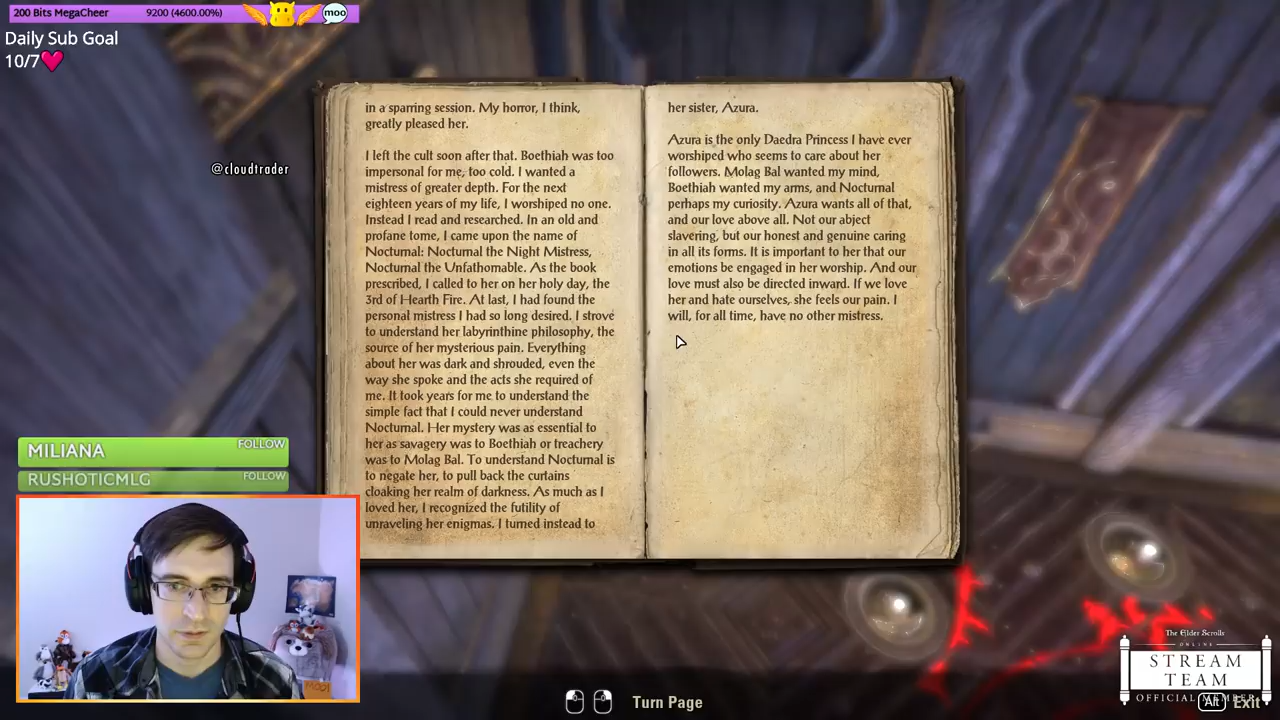 200 Bits MegaCheer 9200 (4600.00%) moo
Daily Sub Goal
10/7
@cloudtrader
in a sparring session. My horror, I think,
greatly pleased her.
I left the cult soon after that. Boethiah was too
impersonal for me, too cold. I wanted a
mistress of greater depth. For the next
eighteen years of my life, I worshiped no one.
Instead I read and researched. In an old and
profane tome, I came upon the name of
Nocturnal: Nocturnal the Night Mistress,
Nocturnal the Unfathomable. As the book
prescribed, I called to her on her holy day, the
3rd of Hearth Fire. At last, I had found the
personal mistress I had so long desired. I strove
to understand her labyrinthine philosophy, the
source of her mysterious pain. Everything
about her was dark and shrouded, even the
way she spoke and the acts she required of
me. It took years for me to understand the
simple fact that I could never understand
Nocturnal. Her mystery was as essential to
her as savagery was to Boethiah or treachery
was to Molag Bal. To understand Nocturnal is
to negate her, to pull back the curtains
cloaking her realm of darkness. As much as I
loved her, I recognized the futility of
unraveling her enigmas. I turned instead to
her sister, Azura.
Azura is the only Daedra Princess I have ever
worshiped who seems to care about her
followers. Molag Bal wanted my mind,
Boethiah wanted my arms, and Nocturnal
perhaps my curiosity. Azura wants all of that,
and our love above all. Not our abject
slavering, but our honest and genuine caring
in all its forms. It is important to her that our
emotions be engaged in her worship. And our
love must also be directed inward. If we love
her and hate ourselves, she feels our pain. I
will, for all time, have no other mistress.
MILIANA FOLLOW
RUSHOTICMLG FOLLOW
MOO!
The Elder Scrolls
ONLINE
STREAM
TEAM
OFFICIAL MEMBER
Turn Page
Alt Exit